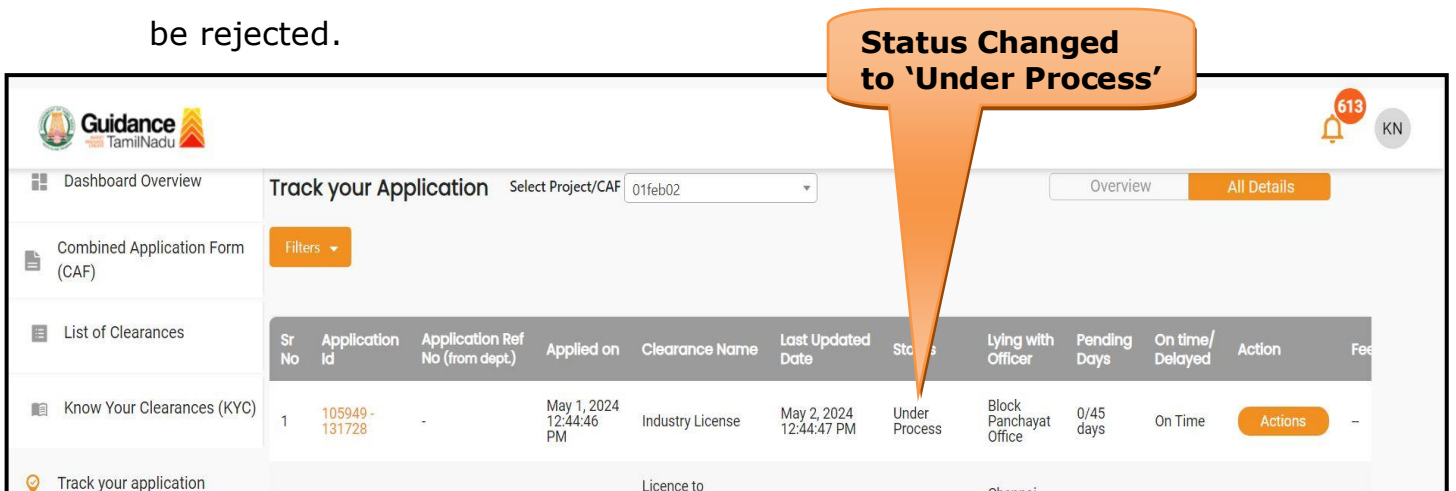 be rejected.
Status Changed
to ‘Under Process’
Guidance
TamilNadu
613
KN
Dashboard Overview
Track your Application
Select Project/CAF
01feb02
Overview
All Details
Combined Application Form
(CAF)
Filters
List of Clearances
Sr
No
Application
Id
Application Ref
No (from dept.)
Applied on
Clearance Name
Last Updated
Date
Lying with
Officer
Pending
Days
On time/
Delayed
Action
Know Your Clearances (KYC)
1
105949 -
131728
-
May 1, 2024
12:44:46
PM
Industry License
May 2, 2024
12:44:47 PM
Under
Process
Block
Panchayat
Office
0/45
days
On Time
Actions
--
Track your application
Licence to